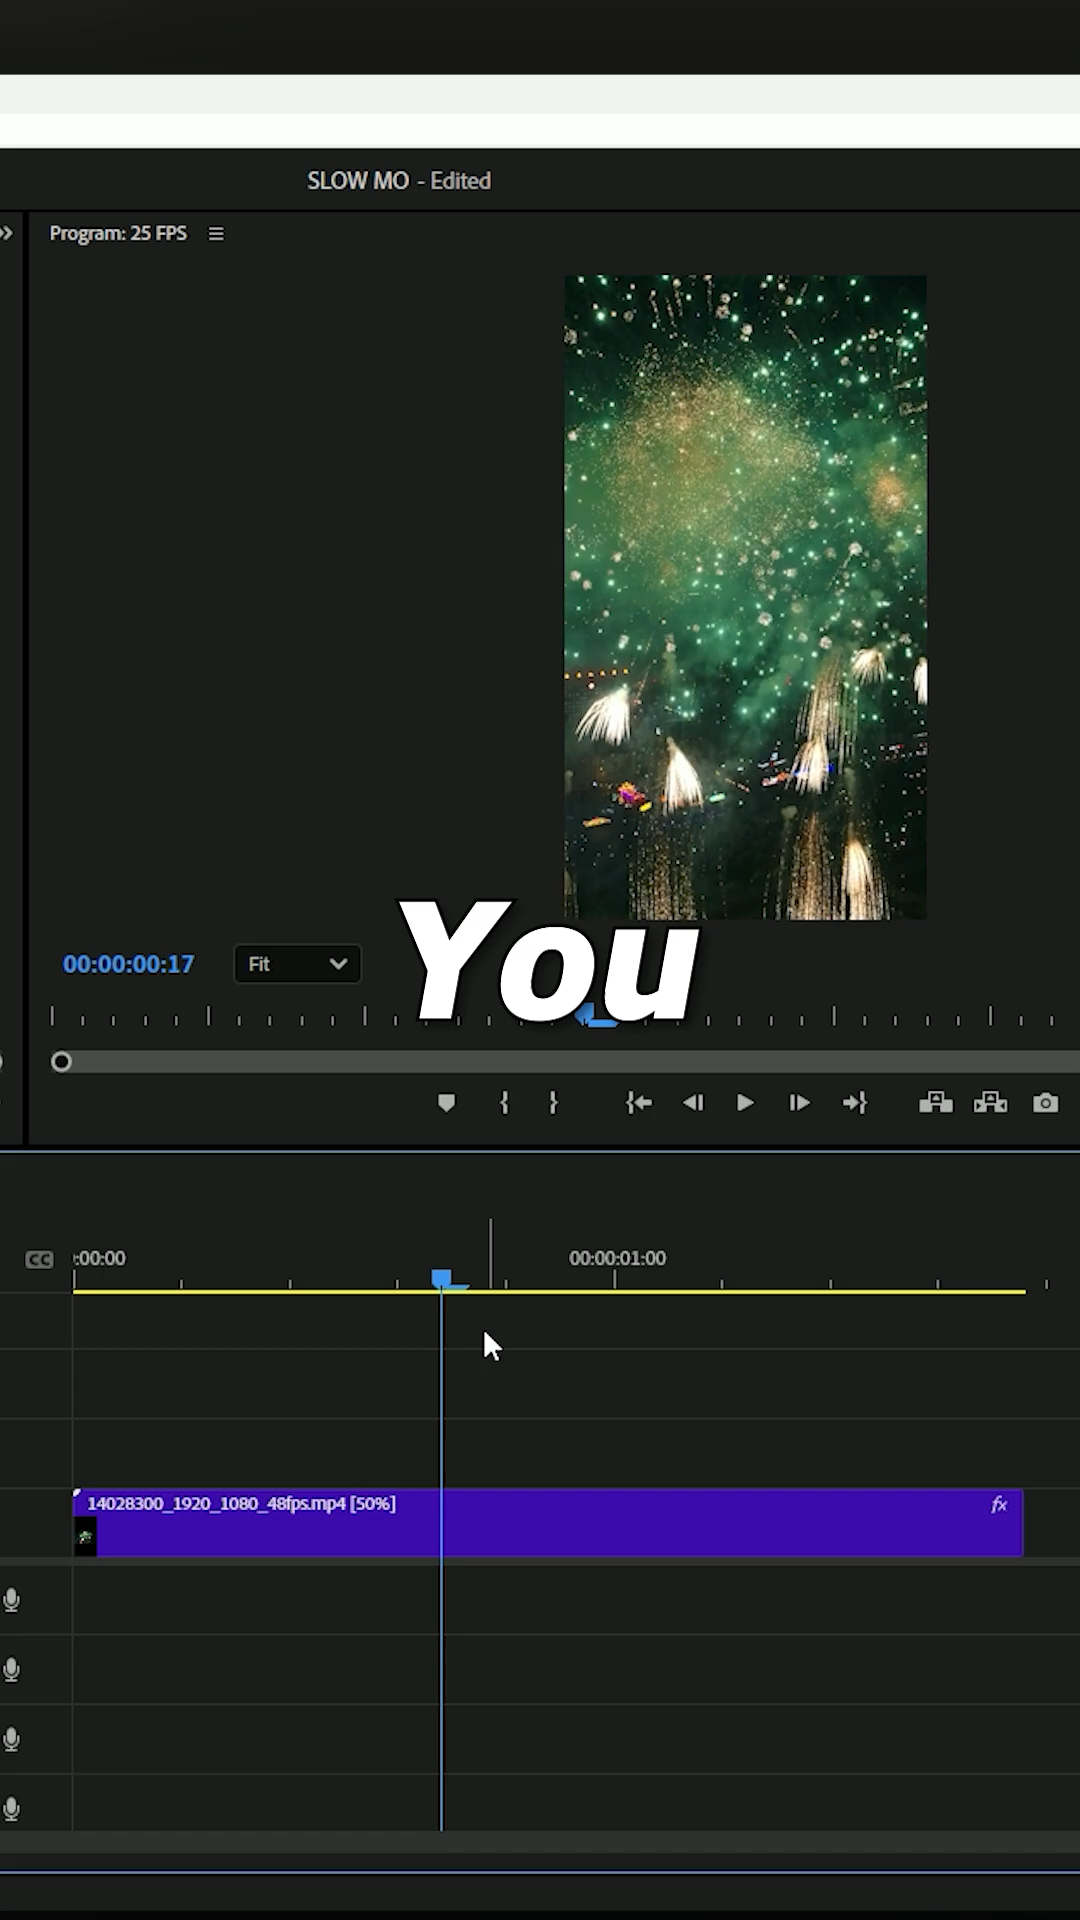 SLOW MO - Edited
Program: 25 FPS
You
00:00:00:17
Fit
CC
:00:00
00:00:01:00
14028300_1920_1080_48fps.mp4 [50%]
fx